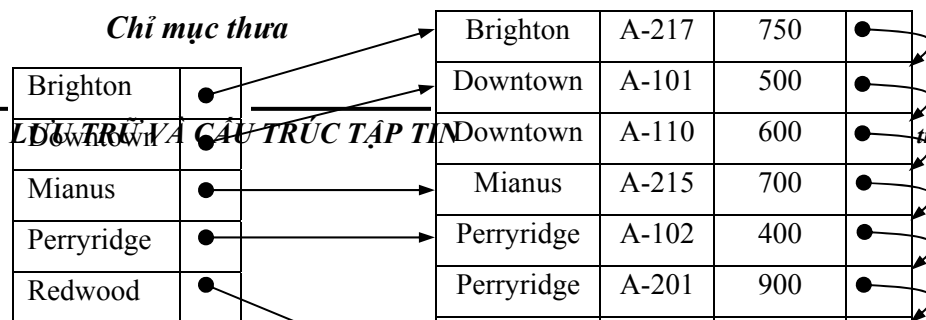 Chỉ mục thưa
Brighton A-217 750
Brighton
Downtown A-101 500
LƯU TRỮ VÀ CẤU TRÚC TẬP TIN
Downtown
Downtown A-110 600
Mianus
Mianus A-215 700
Perryridge
Perryridge A-102 400
Redwood
Perryridge A-201 900